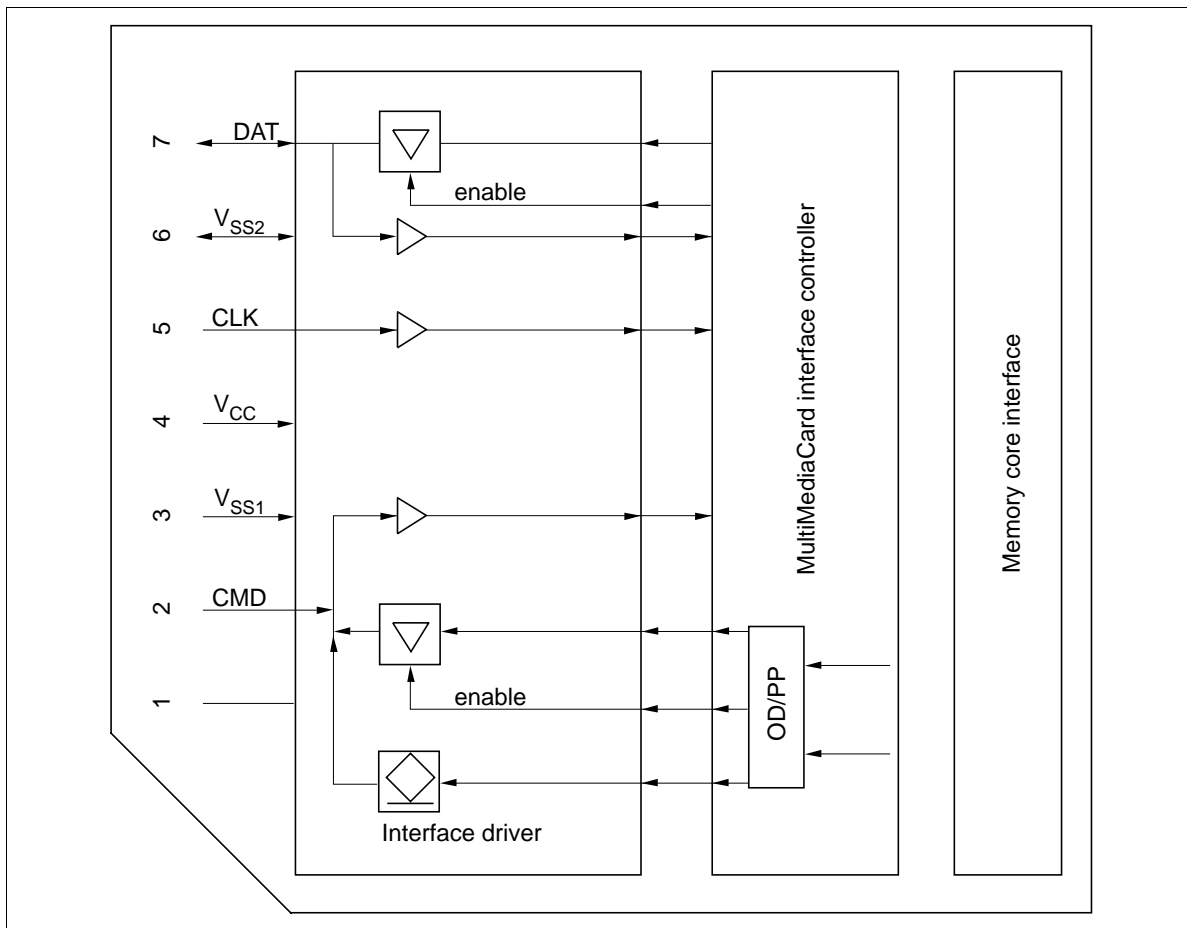 7 DAT
enable
6 VSS2
5 CLK
4 VCC
3 VSS1
2 CMD
1
enable
OD/PP
Interface driver
MultiMediaCard interface controller
Memory core interface